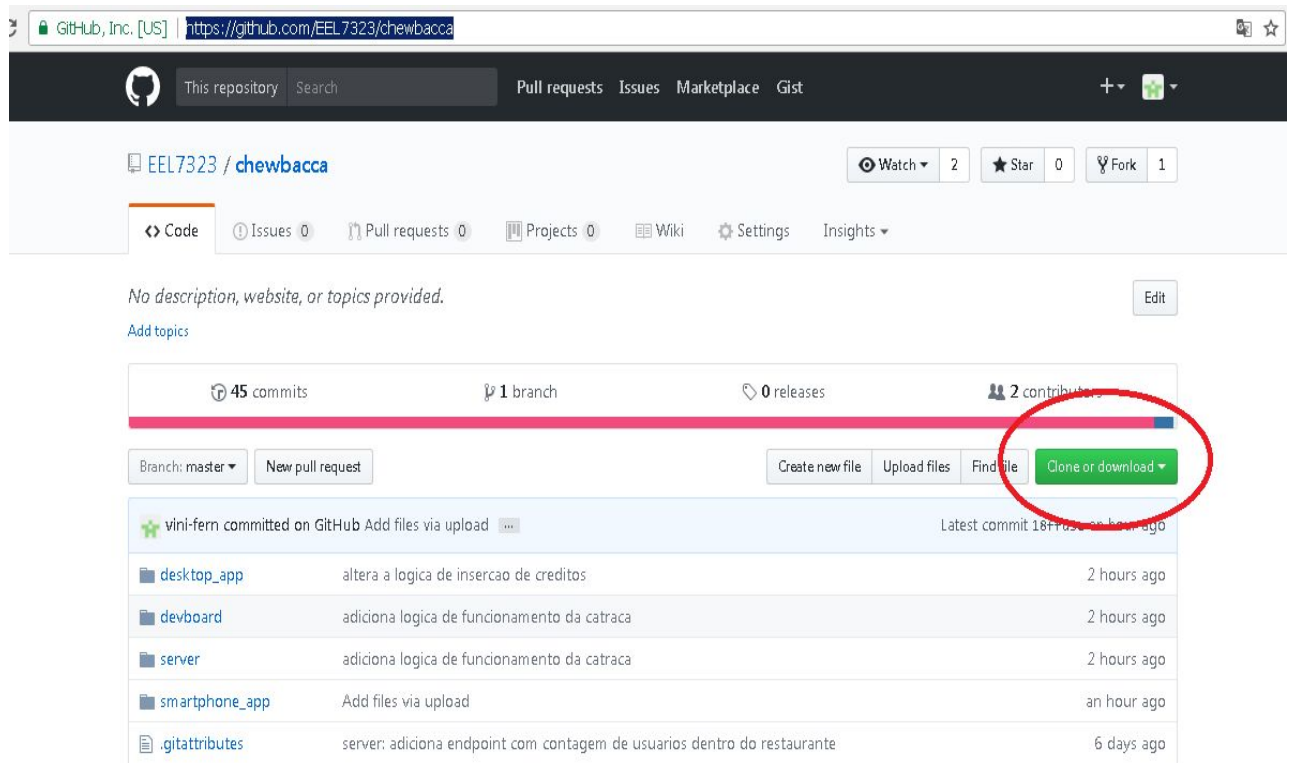 GitHub, Inc. [US] | https://github.com/EEL7323/chewbacca
This repository Search Pull requests Issues Marketplace Gist
EEL7323 / chewbacca Watch 2 Star 0 Fork 1
Code Issues 0 Pull requests 0 Projects 0 Wiki Settings Insights
No description, website, or topics provided. Edit
Add topics
45 commits 1 branch 0 releases 2 contributors
Branch: master New pull request Create new file Upload files Find file Clone or download
vini-fern committed on GitHub Add files via upload ... Latest commit an hour ago
desktop_app altera a logica de insercao de creditos 2 hours ago
devboard adiciona logica de funcionamento da catraca 2 hours ago
server adiciona logica de funcionamento da catraca 2 hours ago
smartphone_app Add files via upload an hour ago
.gitattributes server: adiciona endpoint com contagem de usuarios dentro do restaurante 6 days ago